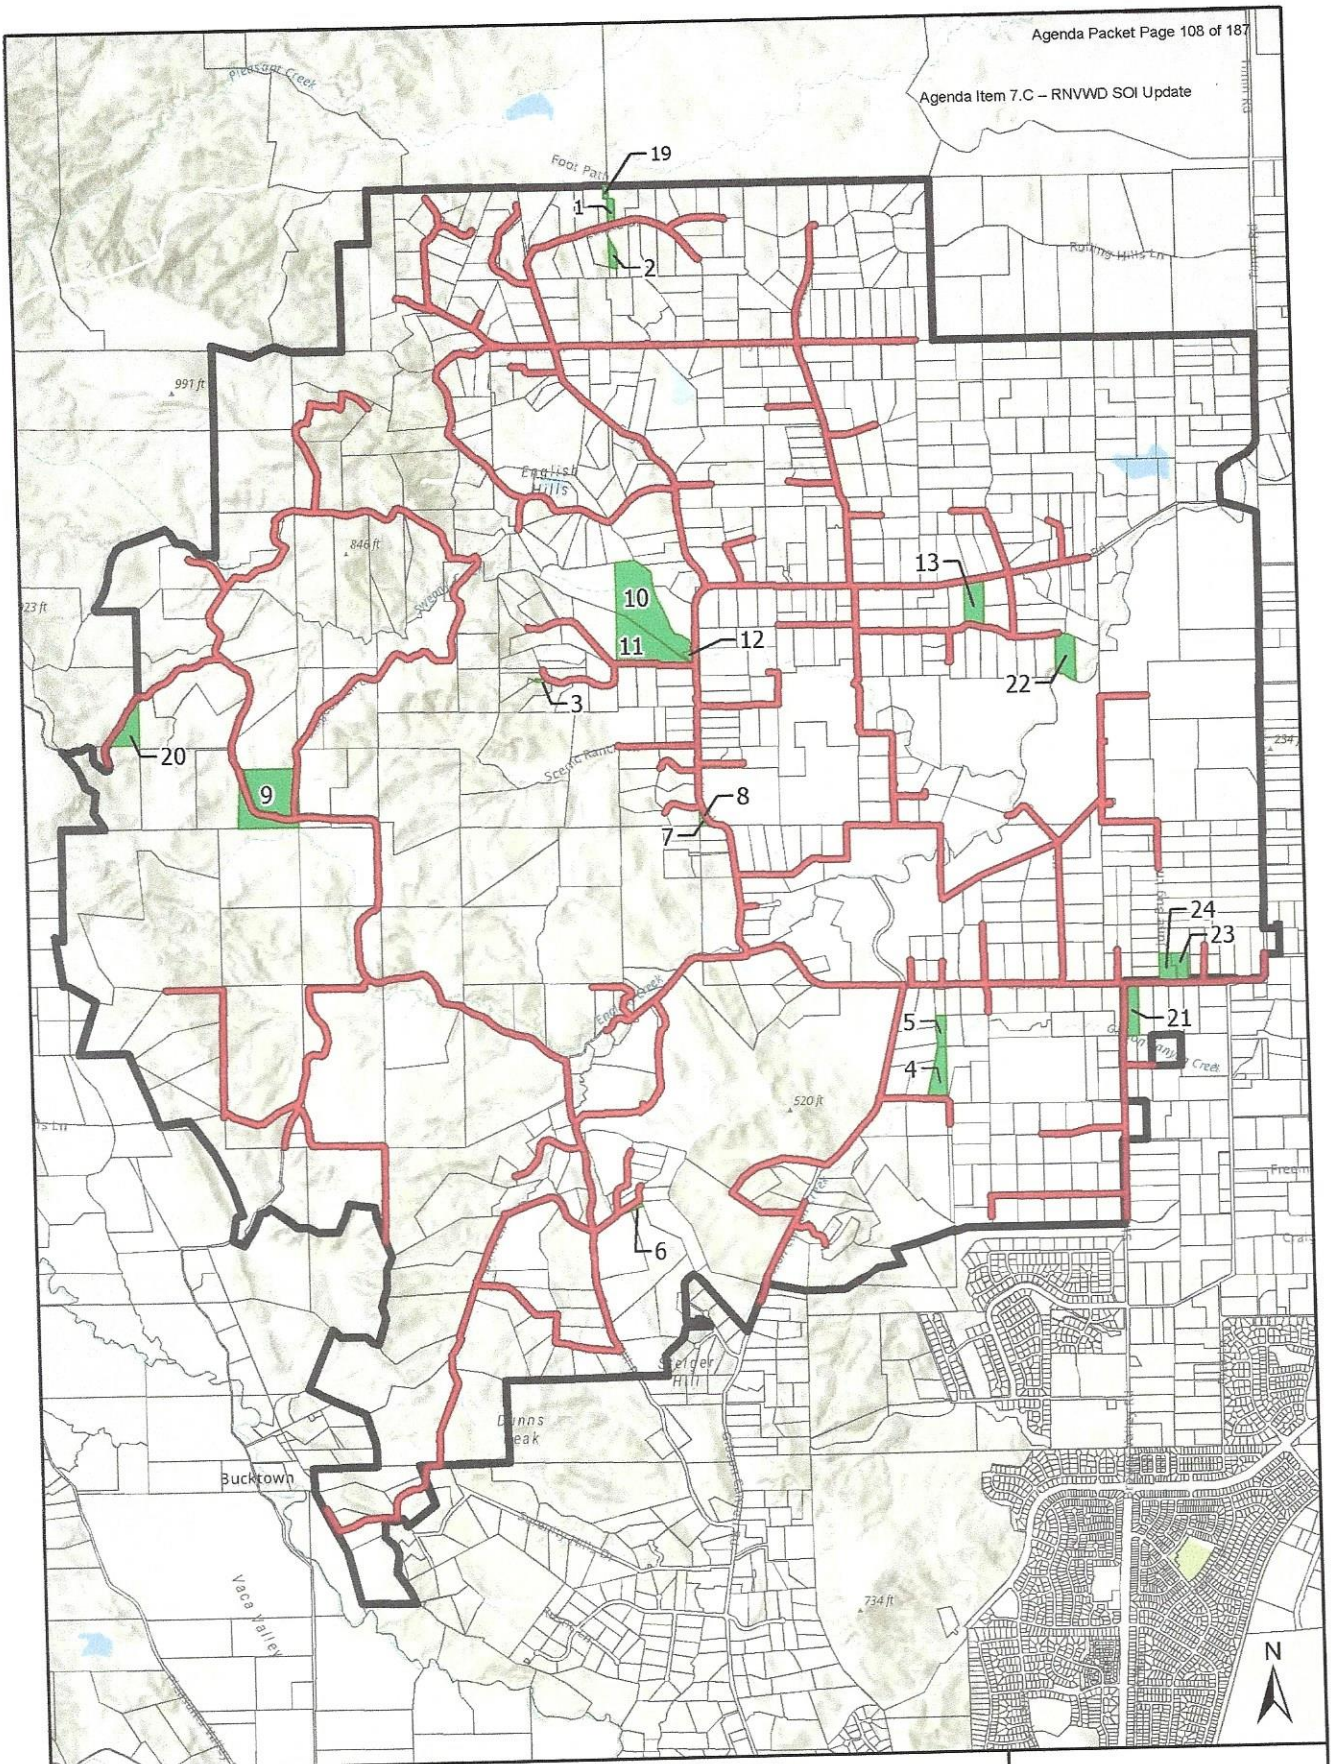 Agenda Packet Page 108 of 187
Pleasant Creek
Agenda Item 7.C – RNVWD SOI Update
19
Foot Path
1
Rolling Hills Ln
2
991 ft
English
Hills
846 ft
13
10
923 ft
11
12
22
3
20
234
Scenic Ranch
9
8
7
24
23
5
21
Creek
4
520 ft
6
Steiger
Hill
Dunns
Peak
Bucktown
Vaca Valley
734 ft
N